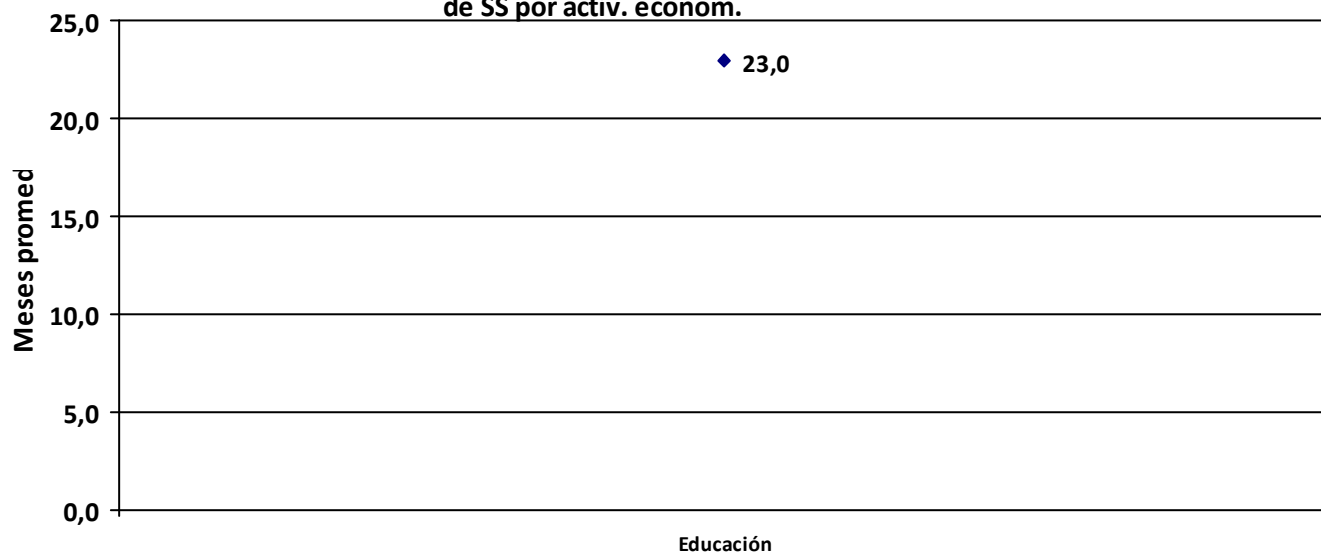 de SS por activ. econom.
25,0
23,0
20,0
15,0
10,0
5,0
0,0
Meses promed
Educación